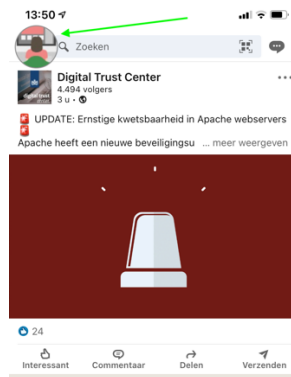 13:50
Zoeken
Digital Trust Center
4.494 volgers
3 u •
UPDATE: Ernstige kwetsbaarheid in Apache webservers
Apache heeft een nieuwe beveiligingsu ... meer weergeven
24
Interessant Commentaar Delen Verzenden